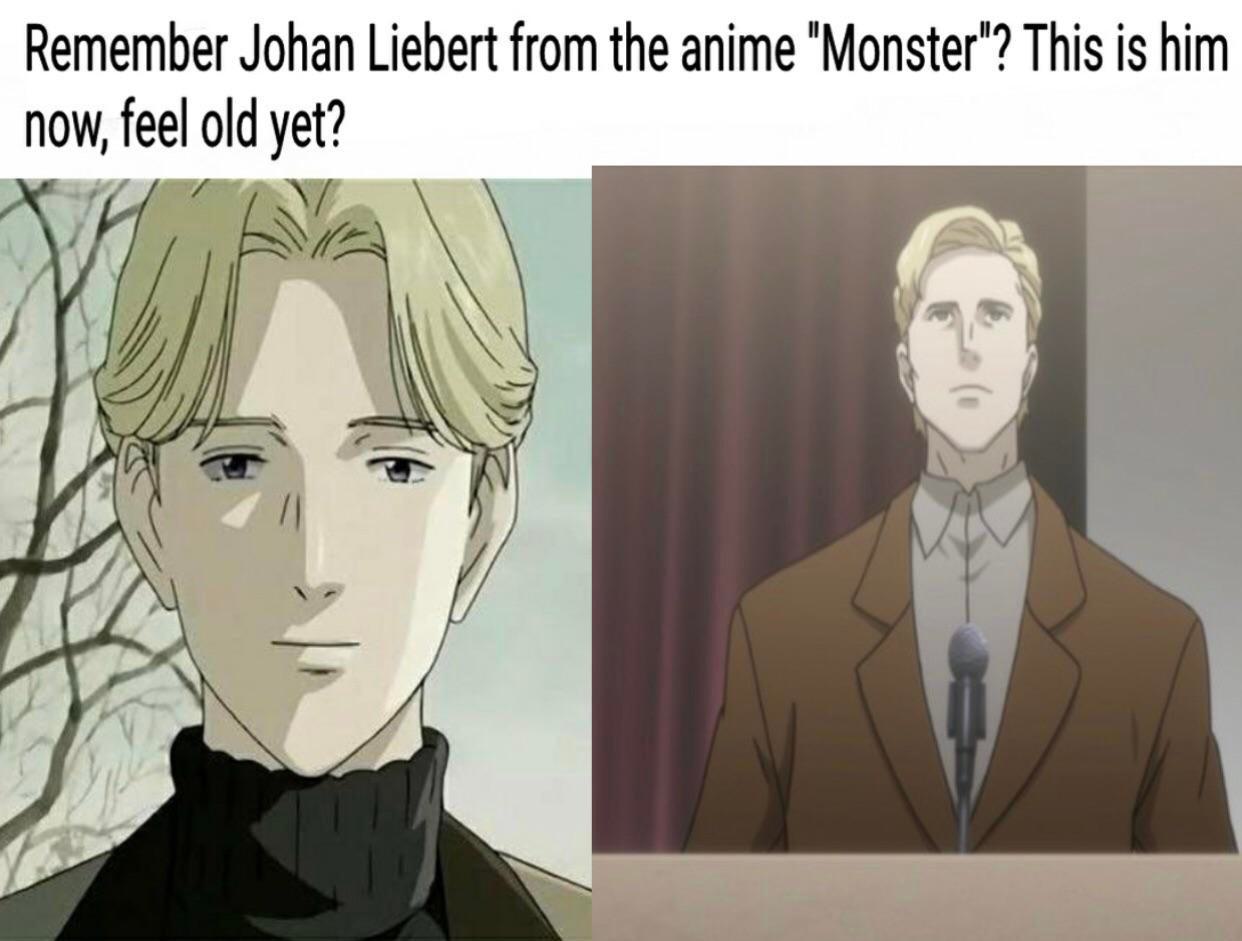 Remember Johan Liebert from the anime "Monster"? This is him
now, feel old yet?